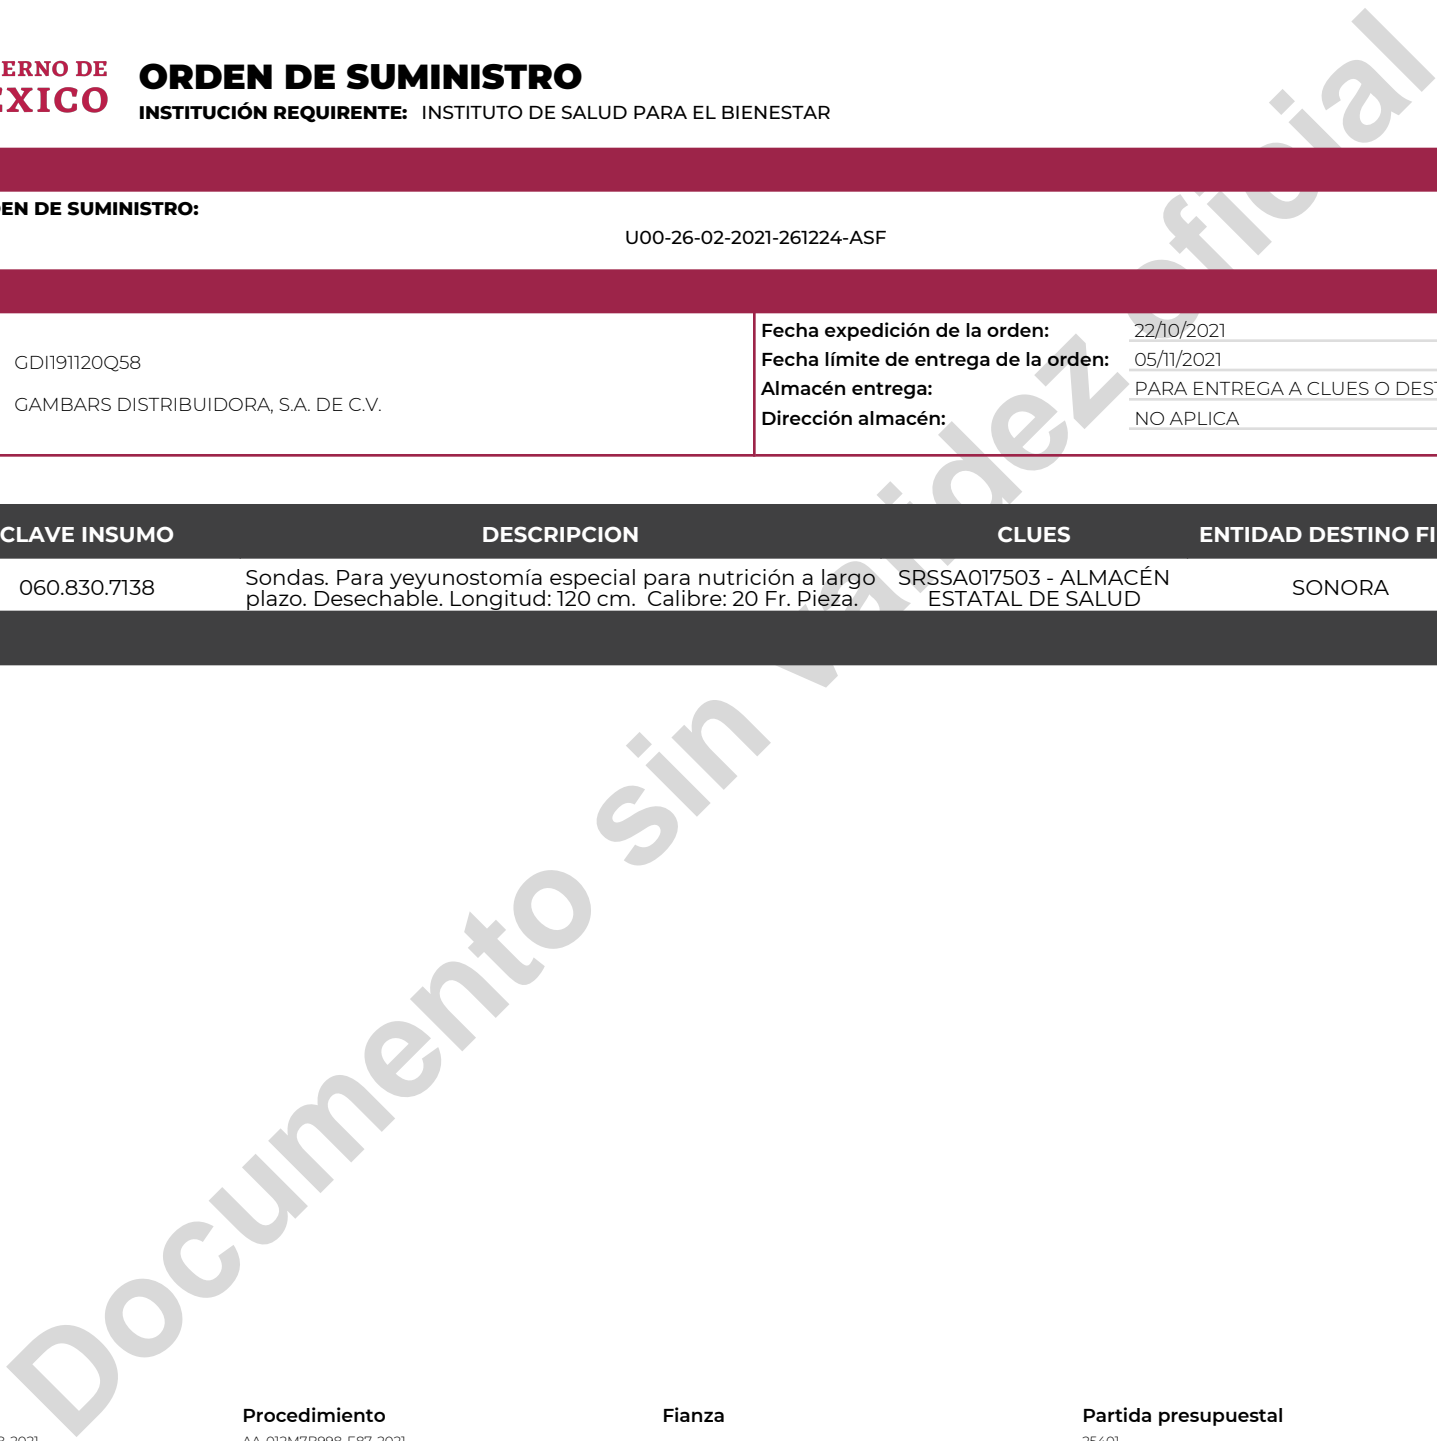 ERNO DE
EXICO
ORDEN DE SUMINISTRO
INSTITUCIÓN REQUIRENTE: INSTITUTO DE SALUD PARA EL BIENESTAR
EN DE SUMINISTRO:
U00-26-02-2021-261224-ASF
GDI191120Q58
GAMBARS DISTRIBUIDORA, S.A. DE C.V.
Fecha expedición de la orden: 22/10/2021
Fecha límite de entrega de la orden: 05/11/2021
Almacén entrega: PARA ENTREGA A CLUES O DEST
Dirección almacén: NO APLICA
CLAVE INSUMO DESCRIPCION CLUES ENTIDAD DESTINO FI
060.830.7138 Sondas. Para yeyunostomía especial para nutrición a largo SRSSA017503 - ALMACÉN SONORA
plazo. Desechable. Longitud: 120 cm. Calibre: 20 Fr. Pieza. ESTATAL DE SALUD
Documento sin validez oficial
Procedimiento Fianza Partida presupuestal